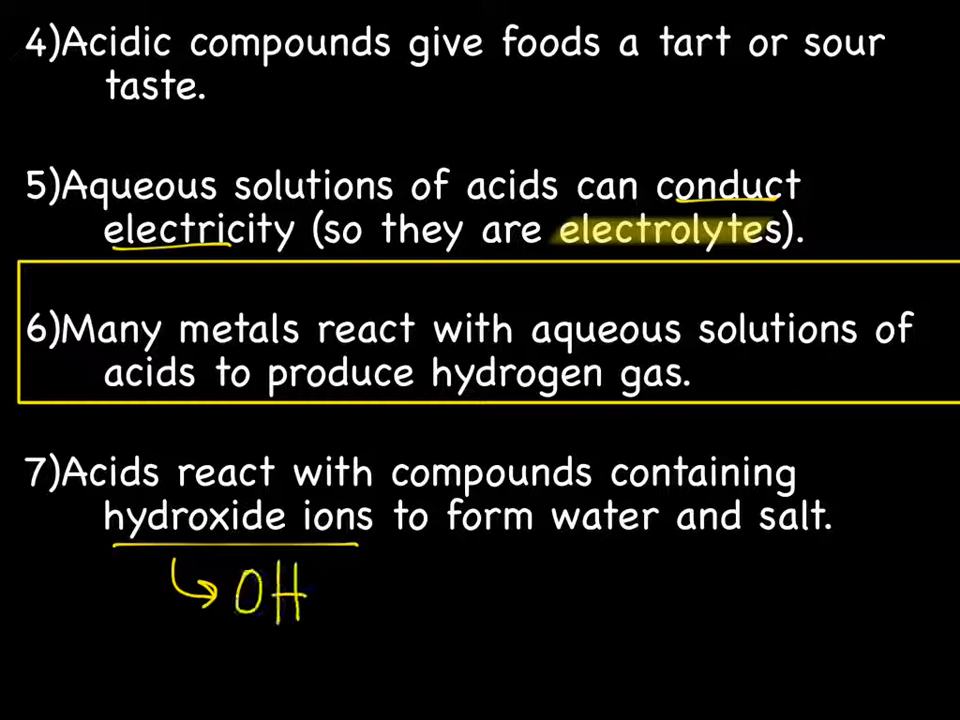 4)Acidic compounds give foods a tart or sour
taste.
5)Aqueous solutions of acids can conduct
electricity (so they are electrolytes).
6)Many metals react with aqueous solutions of
acids to produce hydrogen gas.
7)Acids react with compounds containing
hydroxide ions to form water and salt.
OH